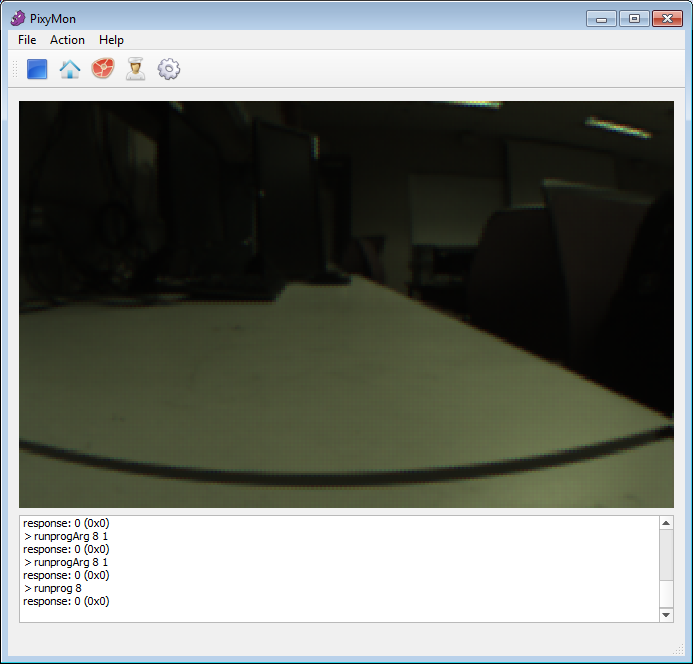 PixyMon
File Action Help
response: 0 (0x0)
> runprogArg 8 1
response: 0 (0x0)
> runprogArg 8 1
response: 0 (0x0)
> runprog 8
response: 0 (0x0)